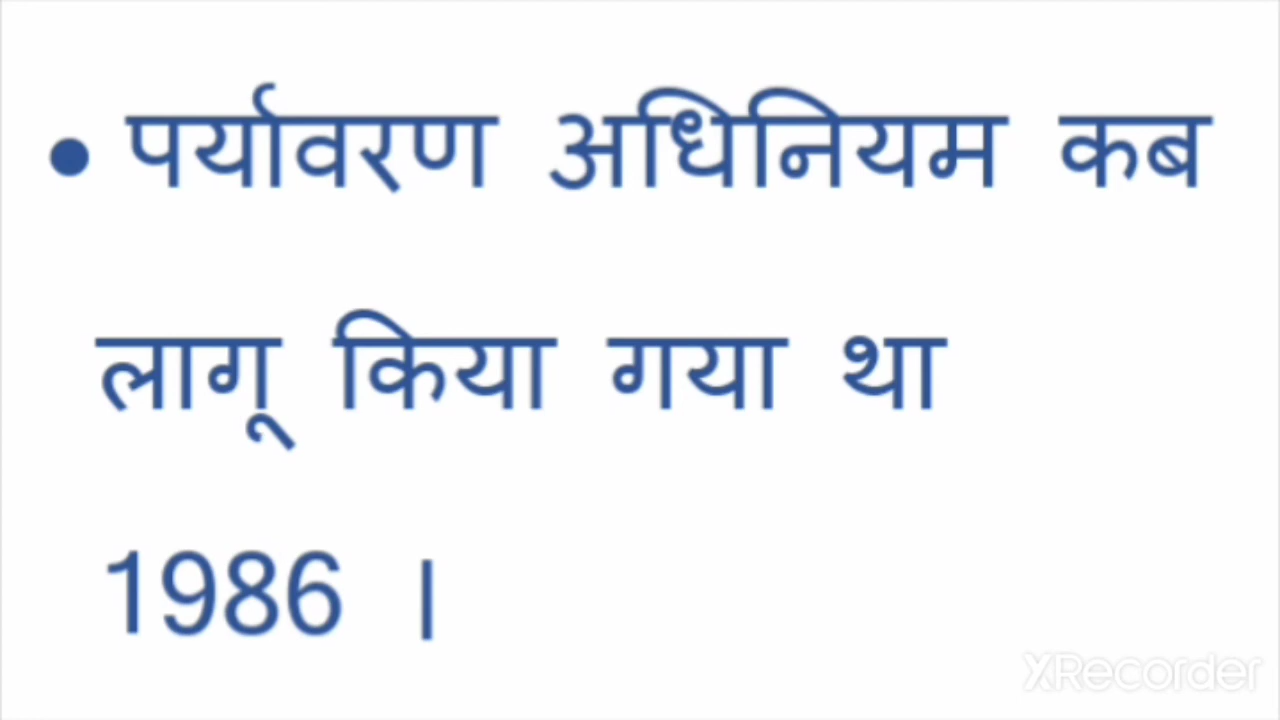 • पर्यावरण अधिनियम कब
लागू किया गया था
1986 ।
XRecorder